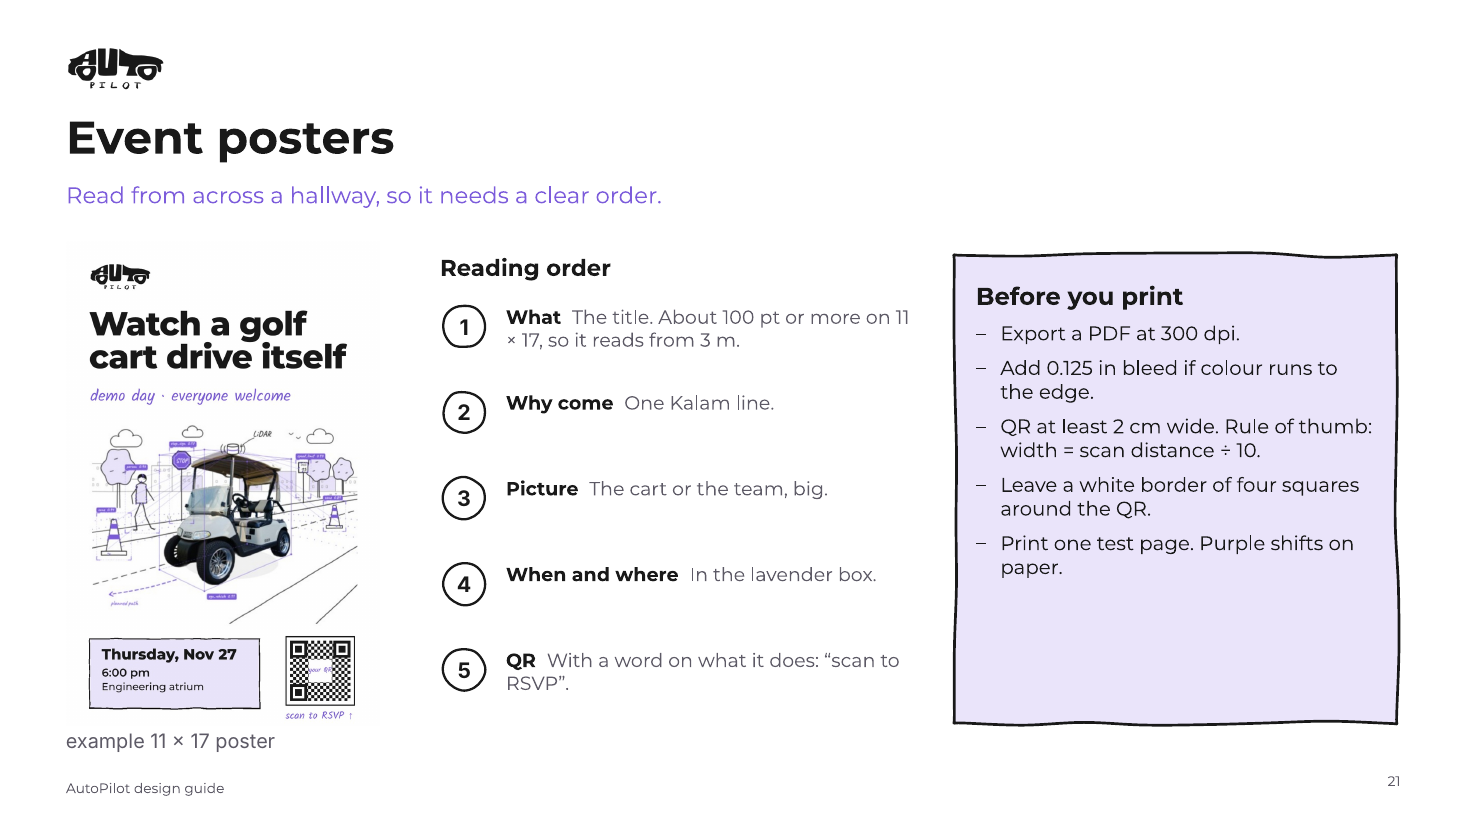 AUTO
PILOT
Event posters
Read from across a hallway, so it needs a clear order.
AUTO
PILOT
Watch a golf
cart drive itself
demo day · everyone welcome
LiDAR
STOP
planned path
Thursday, Nov 27
6:00 pm
Engineering atrium
your QR
scan to RSVP ↑
example 11 × 17 poster
Reading order
1
What The title. About 100 pt or more on 11
× 17, so it reads from 3 m.
2
Why come One Kalam line.
3
Picture The cart or the team, big.
4
When and where In the lavender box.
5
QR With a word on what it does: “scan to
RSVP”.
Before you print
– Export a PDF at 300 dpi.
– Add 0.125 in bleed if colour runs to
the edge.
– QR at least 2 cm wide. Rule of thumb:
width = scan distance ÷ 10.
– Leave a white border of four squares
around the QR.
– Print one test page. Purple shifts on
paper.
AutoPilot design guide
21